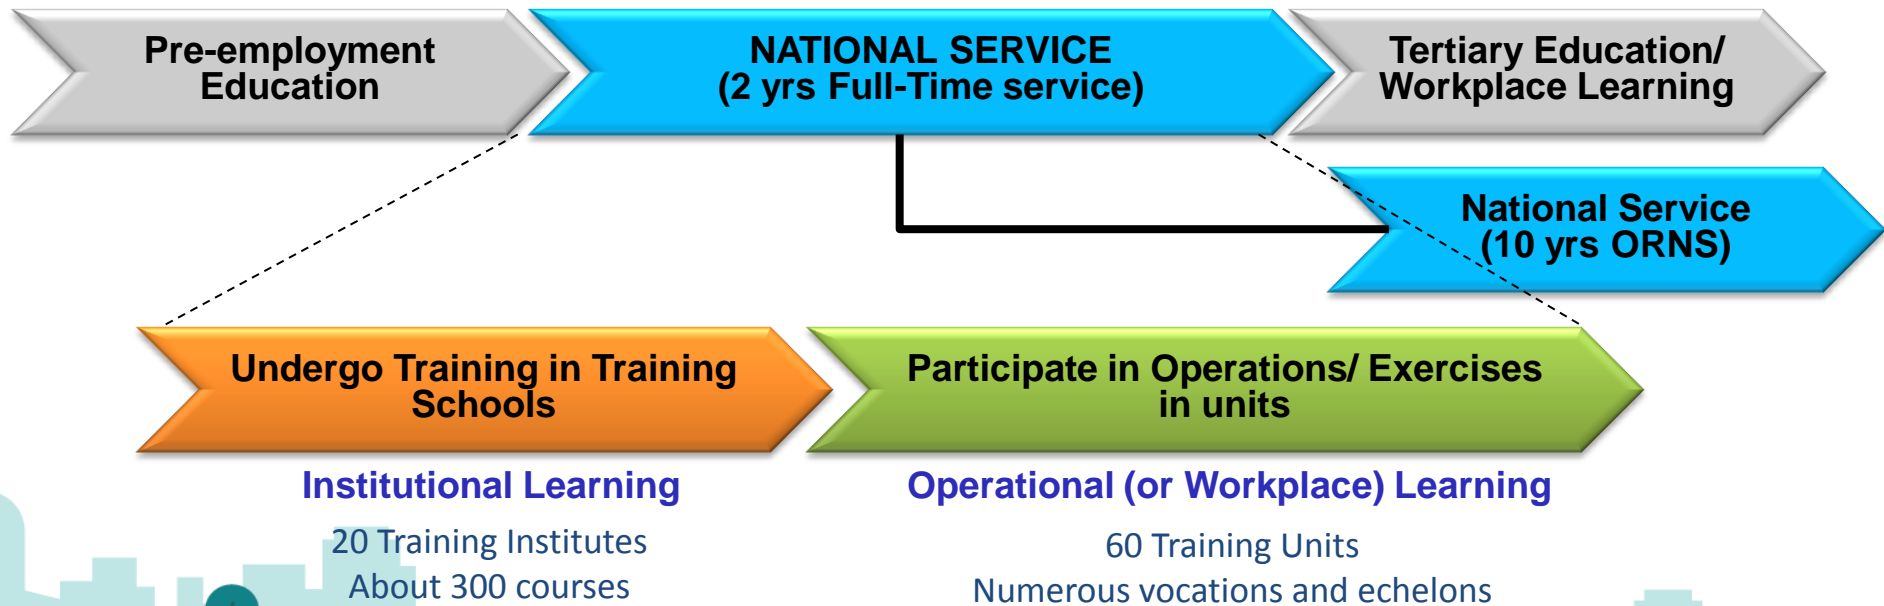 Pre-employment
Education
NATIONAL SERVICE
(2 yrs Full-Time service)
Tertiary Education/
Workplace Learning
National Service
(10 yrs ORNS)
Undergo Training in Training
Schools
Participate in Operations/ Exercises
in units
Institutional Learning
20 Training Institutes
About 300 courses
Operational (or Workplace) Learning
60 Training Units
Numerous vocations and echelons